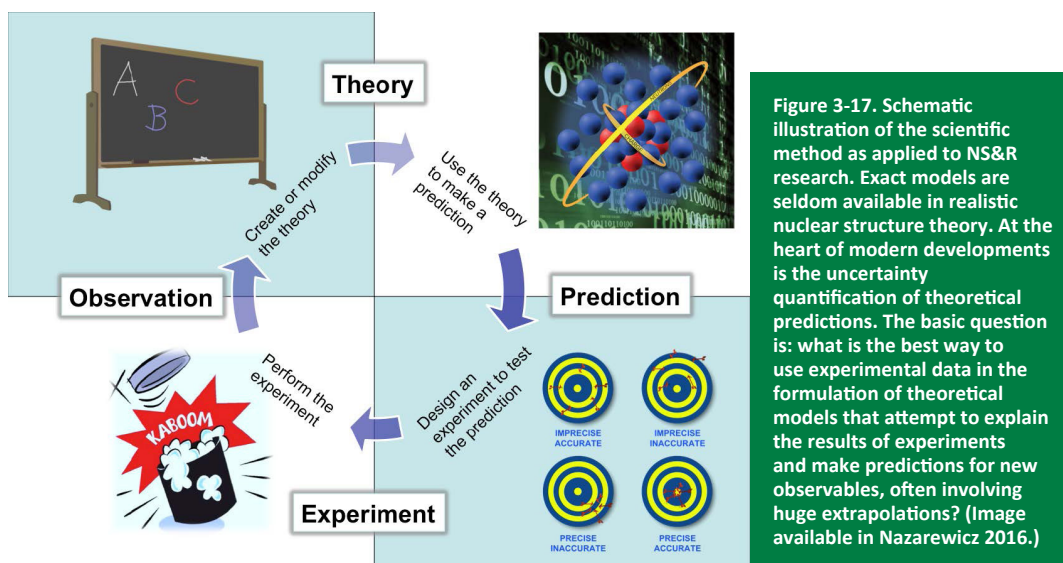 A
C
B
Theory
Create or modify
the theory
Use the theory
to make a
prediction
NEUTRONS
Observation
Prediction
KABOOM
Perform the
experiment
Design an
experiment to test
the prediction
IMPRECISE
ACCURATE
IMPRECISE
INACCURATE
PRECISE
INACCURATE
PRECISE
ACCURATE
Experiment
Figure 3-17. Schematic
illustration of the scientific
method as applied to NS&R
research. Exact models are
seldom available in realistic
nuclear structure theory. At the
heart of modern developments
is the uncertainty
quantification of theoretical
predictions. The basic question
is: what is the best way to
use experimental data in the
formulation of theoretical
models that attempt to explain
the results of experiments
and make predictions for new
observables, often involving
huge extrapolations? (Image
available in Nazarewicz 2016.)